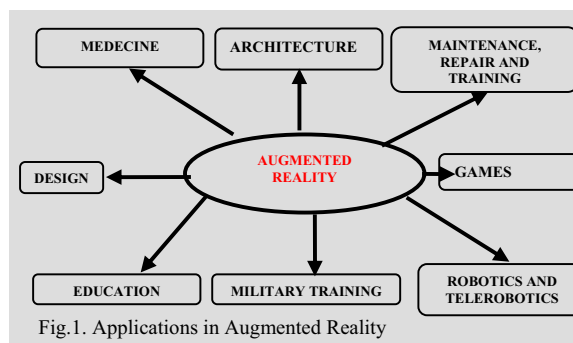 MEDECINE
ARCHITECTURE
MAINTENANCE,
REPAIR AND
TRAINING
AUGMENTED
REALITY
DESIGN
GAMES
EDUCATION
MILITARY TRAINING
ROBOTICS AND
TELEROBOTICS
Fig.1. Applications in Augmented Reality